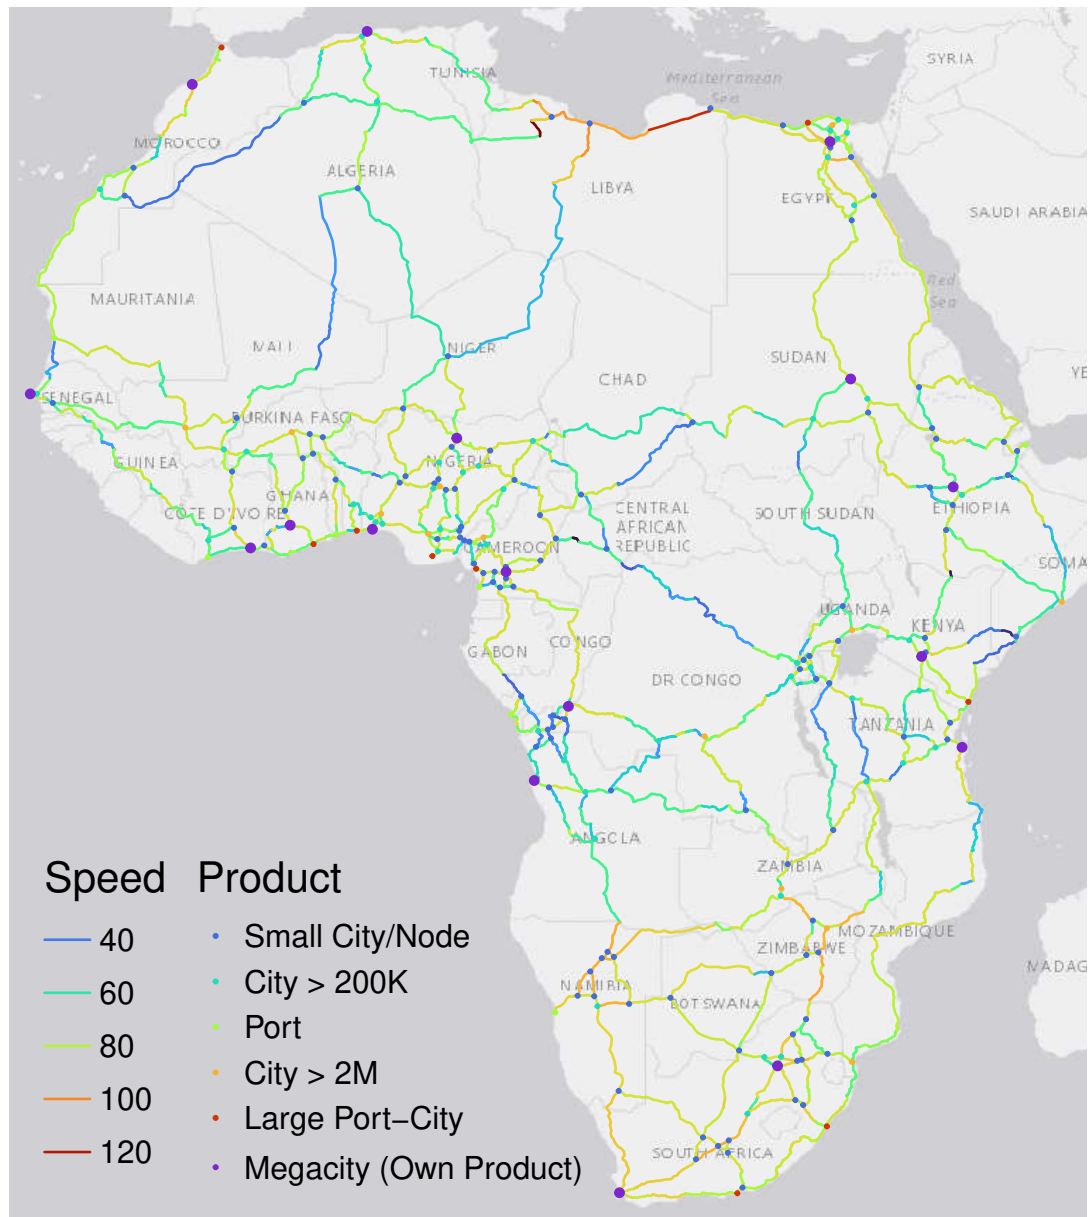 SYRIA
TUNISIA
Mediterranean
Sea
MOROCCO
ALGERIA
LIBYA
EGYPT
SAUDI ARABIA
Red
Sea
MAURITANIA
MALI
NIGER
SUDAN
CHAD
YE
SENEGAL
BURKINA FASO
GUINEA
NIGERIA
GHANA
COTE D'IVOIRE
CENTRAL
AFRICAN
REPUBLIC
SOUTH SUDAN
ETHIOPIA
CAMEROON
SOMA
UGANDA
KENYA
GABON
CONGO
DR CONGO
TANZANIA
ANGOLA
ZAMBIA
MOZAMBIQUE
ZIMBABWE
NAMIBIA
BOTSWANA
MADAG
SOUTH AFRICA
Speed
40
60
80
100
120
Product
Small City/Node
City > 200K
Port
City > 2M
Large Port−City
Megacity (Own Product)